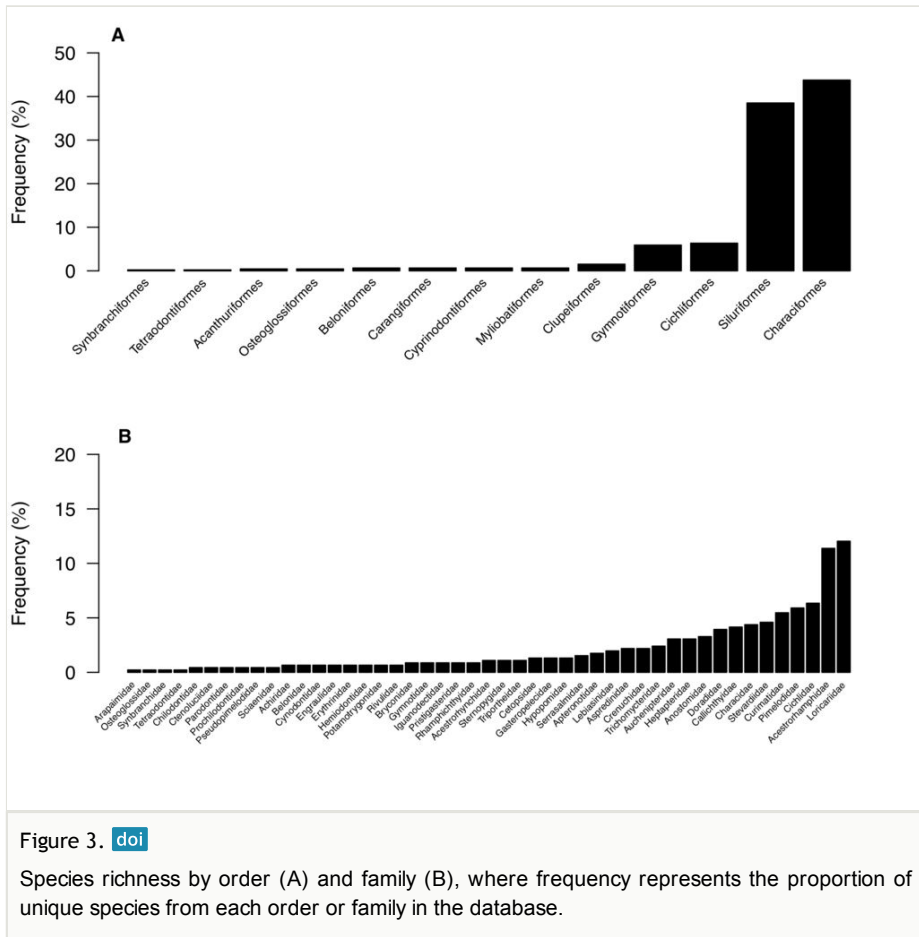 A
Frequency (%)
50
40
30
20
10
0
Synbranchiformes
Tetraodontiformes
Acanthuriformes
Osteoglossiformes
Beloniformes
Carangiformes
Cyprinodontiformes
Myliobatiformes
Clupeiformes
Gymnotiformes
Cichliformes
Siluriformes
Characiformes
B
Frequency (%)
20
15
10
5
0
Arapaimidae
Osteoglossidae
Synbranchidae
Tetraodontidae
Chilodontidae
Ctenoluciidae
Parodontidae
Prochilodontidae
Pseudopimelodidae
Sciaenidae
Achiridae
Belonidae
Cynodontidae
Engraulidae
Erythrinidae
Hemiodontidae
Potamotrygonidae
Rivulidae
Bryconidae
Gymnotidae
Iguanodectidae
Pristigasteridae
Rhamphichthyidae
Acestrorhynchidae
Sternopygidae
Triportheidae
Cetopsidae
Gasteropelecidae
Hypopomidae
Serrasalmidae
Apteronotidae
Lebiasinidae
Aspredinidae
Crenuchidae
Trichomycteridae
Auchenipteridae
Heptapteridae
Anostomidae
Doradidae
Callichthyidae
Characidae
Stevardiidae
Curimatidae
Pimelodidae
Cichlidae
Acestrorhamphidae
Loricariidae
Figure 3. doi
Species richness by order (A) and family (B), where frequency represents the proportion of
unique species from each order or family in the database.